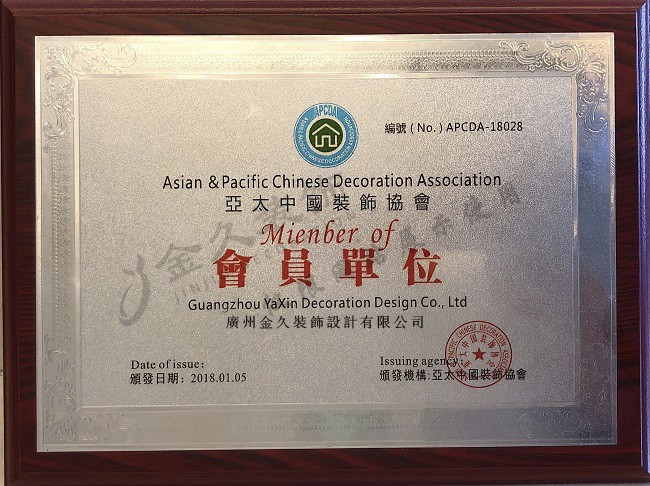 APCDA
編號 (No.) APCDA-18028
Asian & Pacific Chinese Decoration Association
亞太中國裝飾協會
Mienber of
會員單位
Guangzhou YaXin Decoration Design Co., Ltd
廣州金久裝飾設計有限公司
Date of issue:
頒發日期: 2018.01.05
Issuing agency:
頒發機構:亞太中國裝飾協會
金久